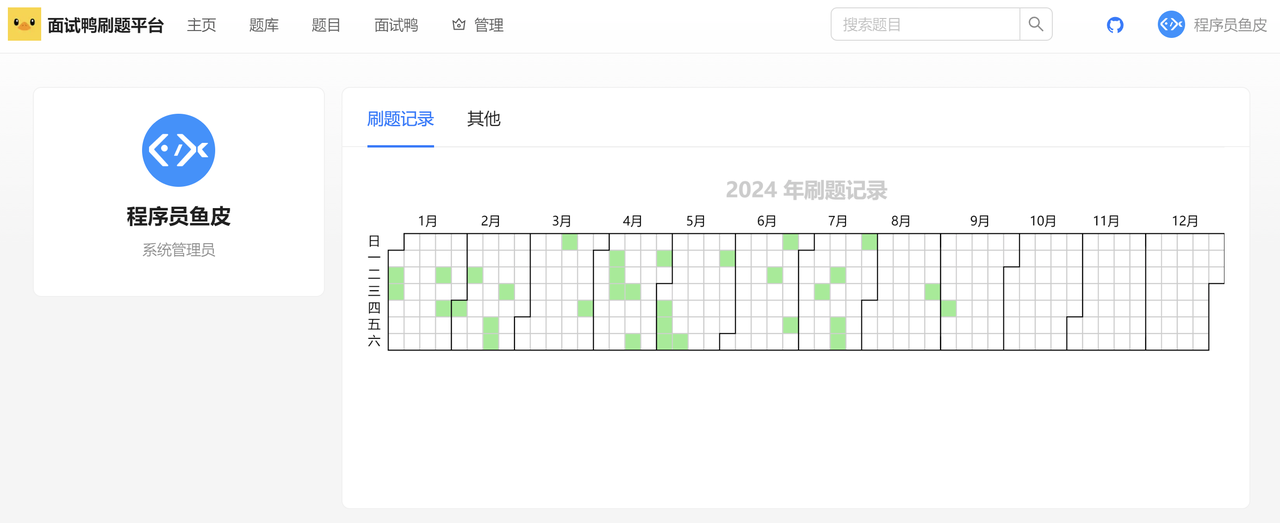 面试鸭刷题平台 主页 题库 题目 面试鸭 管理 搜索题目 程序员鱼皮
程序员鱼皮
系统管理员
刷题记录 其他
2024 年刷题记录
1月 2月 3月 4月 5月 6月 7月 8月 9月 10月 11月 12月
日
一
二
三
四
五
六